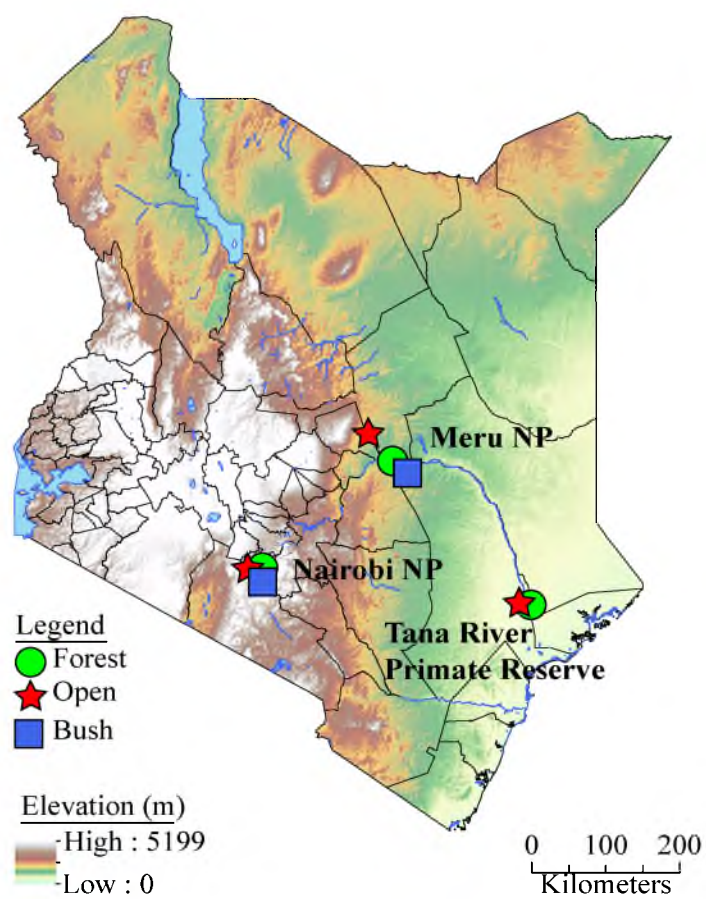 Meru NP
Nairobi NP
Tana River
Primate Reserve
Legend
Forest
Open
Bush
Elevation (m)
High : 5199
Low : 0
0 100 200
Kilometers